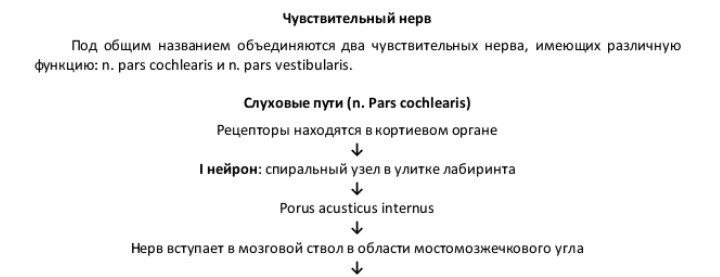 Чувствительный нерв
Под общим названием объединяются два чувствительных нерва, имеющих различную
функцию: n. pars cochlearis и n. pars vestibularis.
Слуховые пути (n. Pars cochlearis)
Рецепторы находятся в кортиевом органе
↓
I нейрон: спиральный узел в улитке лабиринта
↓
Porus acusticus internus
↓
Нерв вступает в мозговой ствол в области мостомозжечкового угла
↓